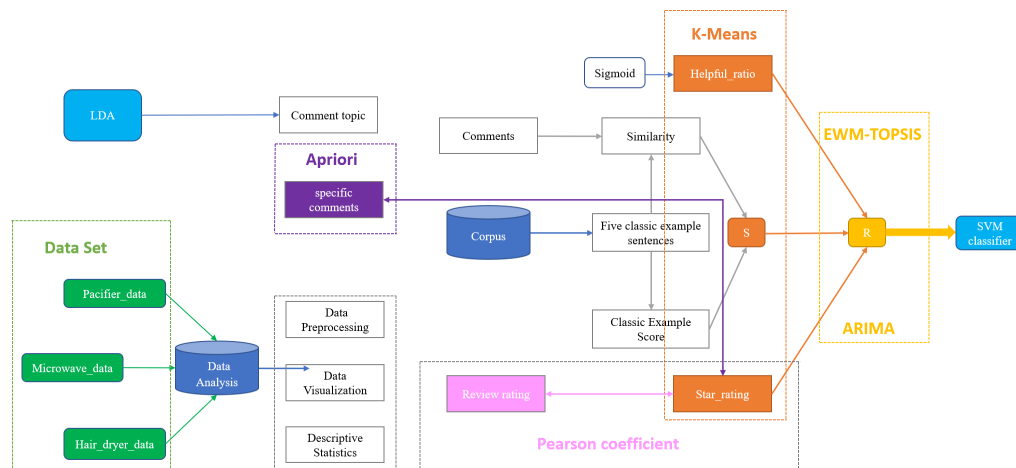 K-Means
Sigmoid
Helpful_ratio
LDA
Comment topic
Comments
Similarity
EWM-TOPSIS
Apriori
specific
comments
Corpus
Five classic example
sentences
S
R
SVM
classifier
Data Set
Pacifier_data
Microwave_data
Hair_dryer_data
Data
Analysis
Data
Preprocessing
Data
Visualization
Descriptive
Statistics
Classic Example
Score
ARIMA
Review rating
Star_rating
Pearson coefficient